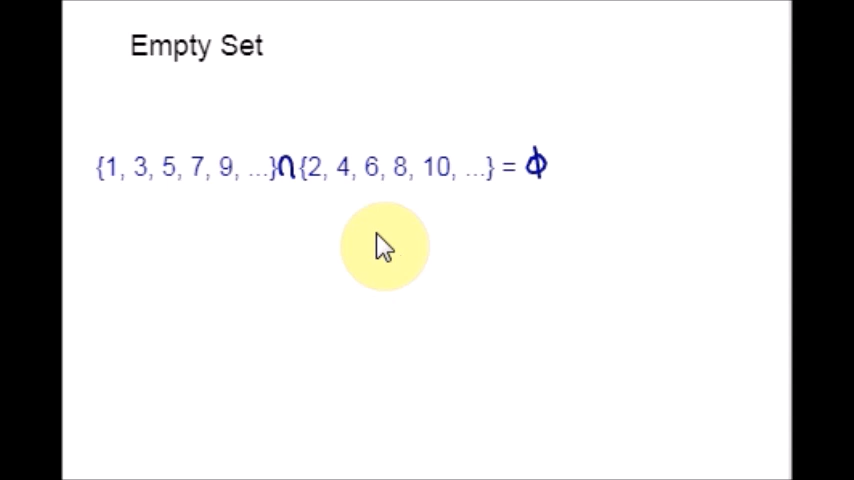 Empty Set
{1, 3, 5, 7, 9, ...}∩{2, 4, 6, 8, 10, ...} = ϕ